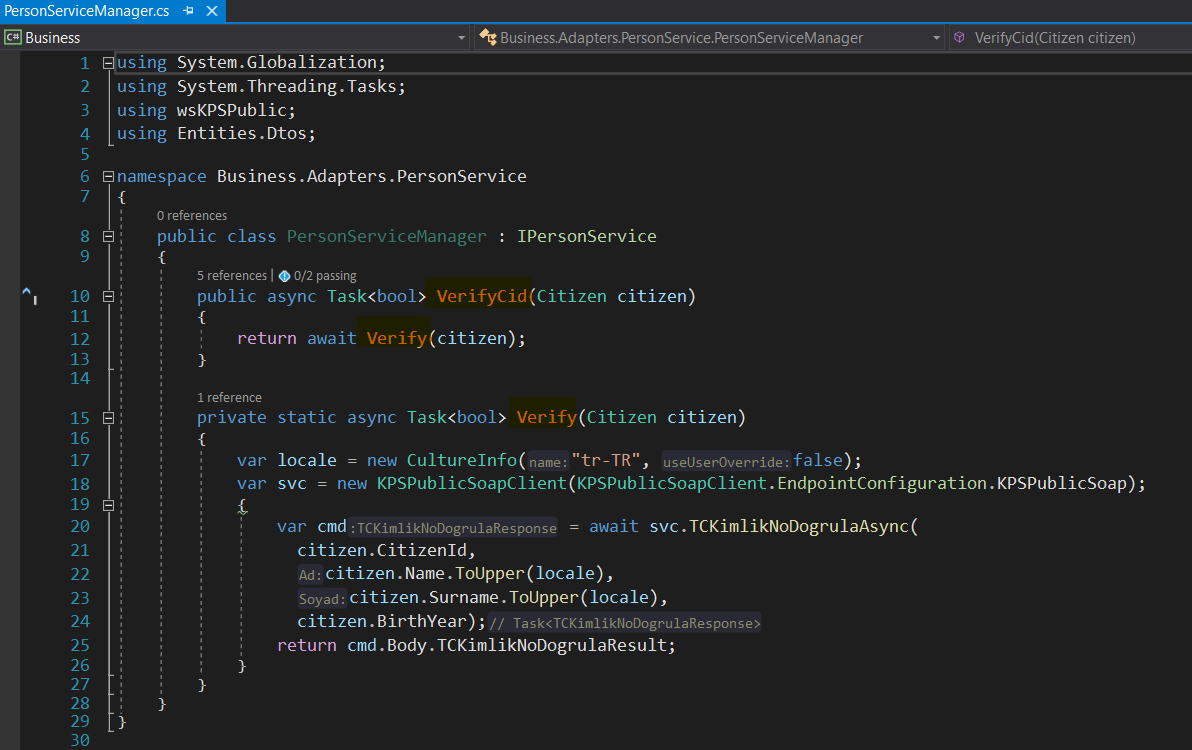 PersonServiceManager.cs
C# Business Business.Adapters.PersonService.PersonServiceManager VerifyCid(Citizen citizen)
1 using System.Globalization;
2 using System.Threading.Tasks;
3 using wsKPSPublic;
4 using Entities.Dtos;
5
6 namespace Business.Adapters.PersonService
7 {
0 references
8 public class PersonServiceManager : IPersonService
9 {
5 references | 0/2 passing
10 public async Task<bool> VerifyCid(Citizen citizen)
11 {
12 return await Verify(citizen);
13 }
14
1 reference
15 private static async Task<bool> Verify(Citizen citizen)
16 {
17 var locale = new CultureInfo(name:"tr-TR", useUserOverride:false);
18 var svc = new KPSPublicSoapClient(KPSPublicSoapClient.EndpointConfiguration.KPSPublicSoap);
19 {
20 var cmd:TCKimlikNoDogrulaResponse = await svc.TCKimlikNoDogrulaAsync(
21 citizen.CitizenId,
22 Ad:citizen.Name.ToUpper(locale),
23 Soyad:citizen.Surname.ToUpper(locale),
24 citizen.BirthYear);// Task<TCKimlikNoDogrulaResponse>
25 return cmd.Body.TCKimlikNoDogrulaResult;
26 }
27 }
28 }
29 }
30